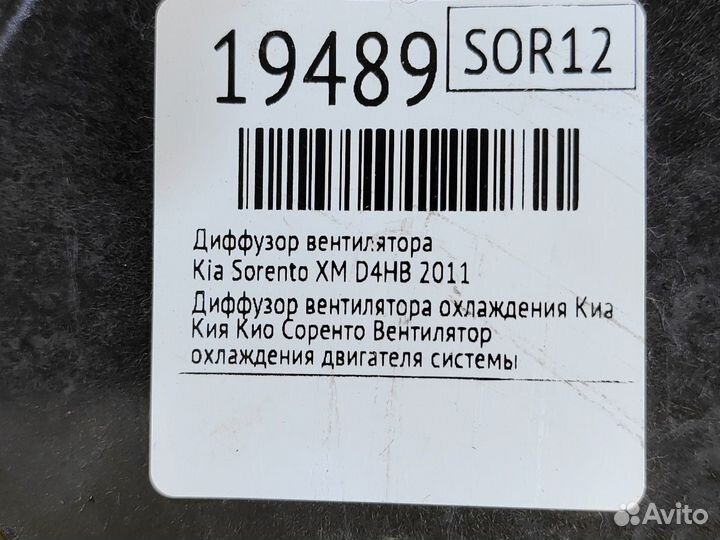 19489
SOR12
Диффузор вентилятора
Kia Sorento XM D4HB 2011
Диффузор вентилятора охлаждения Киа
Кия Кио Соренто Вентилятор
охлаждения двигателя системы
Avito